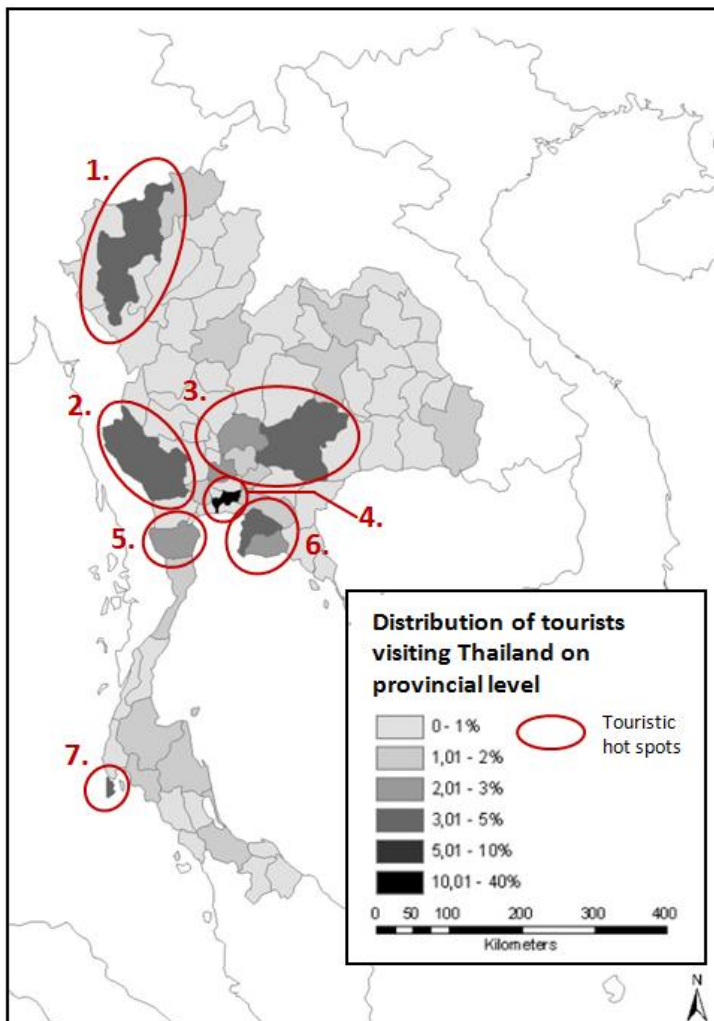 1.
2.
3.
4.
5.
6.
7.
Distribution of tourists
visiting Thailand on
provincial level
0 - 1%
1,01 - 2%
2,01 - 3%
3,01 - 5%
5,01 - 10%
10,01 - 40%
Touristic
hot spots
0 50 100 200 300 400
Kilometers
N